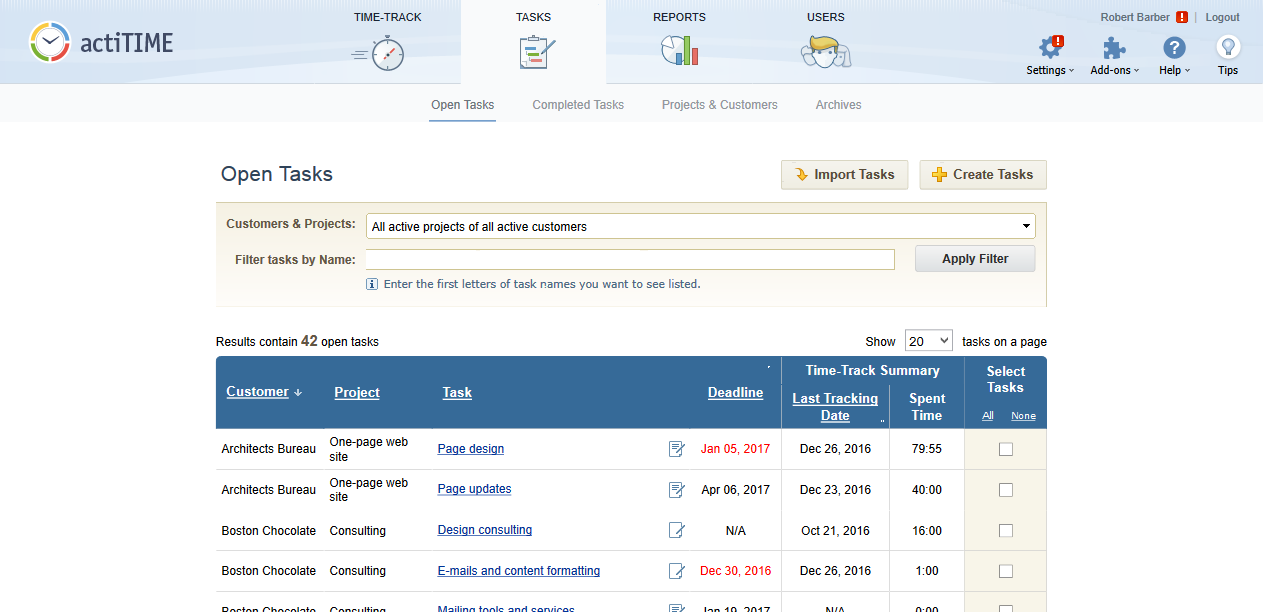 TIME-TRACK
TASKS
REPORTS
USERS
Robert Barber ! | Logout
actiTIME
Settings
Add-ons
Help
Tips
Open Tasks
Completed Tasks
Projects & Customers
Archives
Open Tasks
Import Tasks
Create Tasks
Customers & Projects: All active projects of all active customers
Filter tasks by Name:
Apply Filter
Enter the first letters of task names you want to see listed.
Results contain 42 open tasks
Show 20 tasks on a page
Customer ↓
Project
Task
Deadline
Time-Track Summary
Last Tracking
Date
Spent
Time
Select
Tasks
All None
Architects Bureau
One-page web
site
Page design
Jan 05, 2017
Dec 26, 2016
79:55
Architects Bureau
One-page web
site
Page updates
Apr 06, 2017
Dec 23, 2016
40:00
Boston Chocolate
Consulting
Design consulting
N/A
Oct 21, 2016
16:00
Boston Chocolate
Consulting
E-mails and content formatting
Dec 30, 2016
Dec 26, 2016
1:00
Boston Chocolate
Consulting
Mailing tools and services
Jan 19, 2017
N/A
0:00